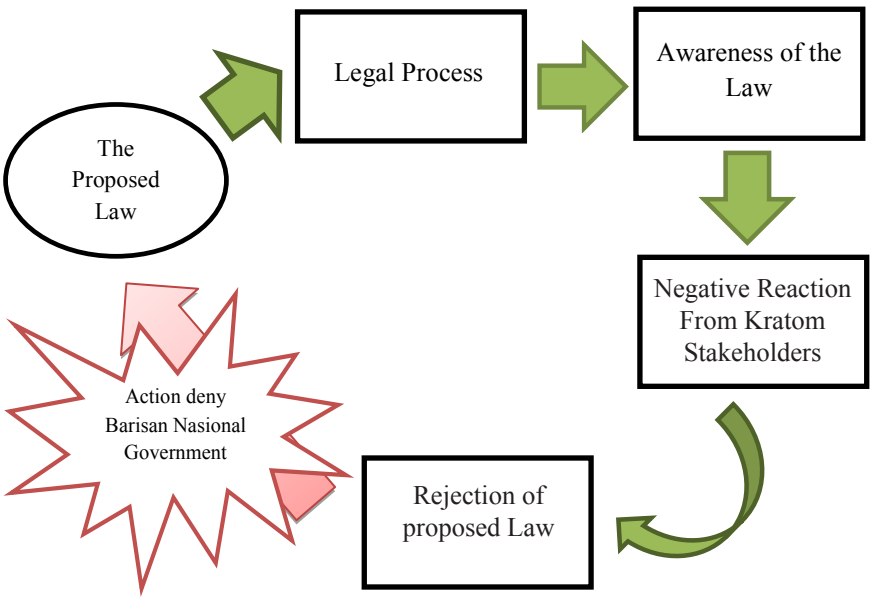 The
Proposed
Law
Legal Process
Awareness of the
Law
Negative Reaction
From Kratom
Stakeholders
Rejection of
proposed Law
Action deny
Barisan Nasional
Government